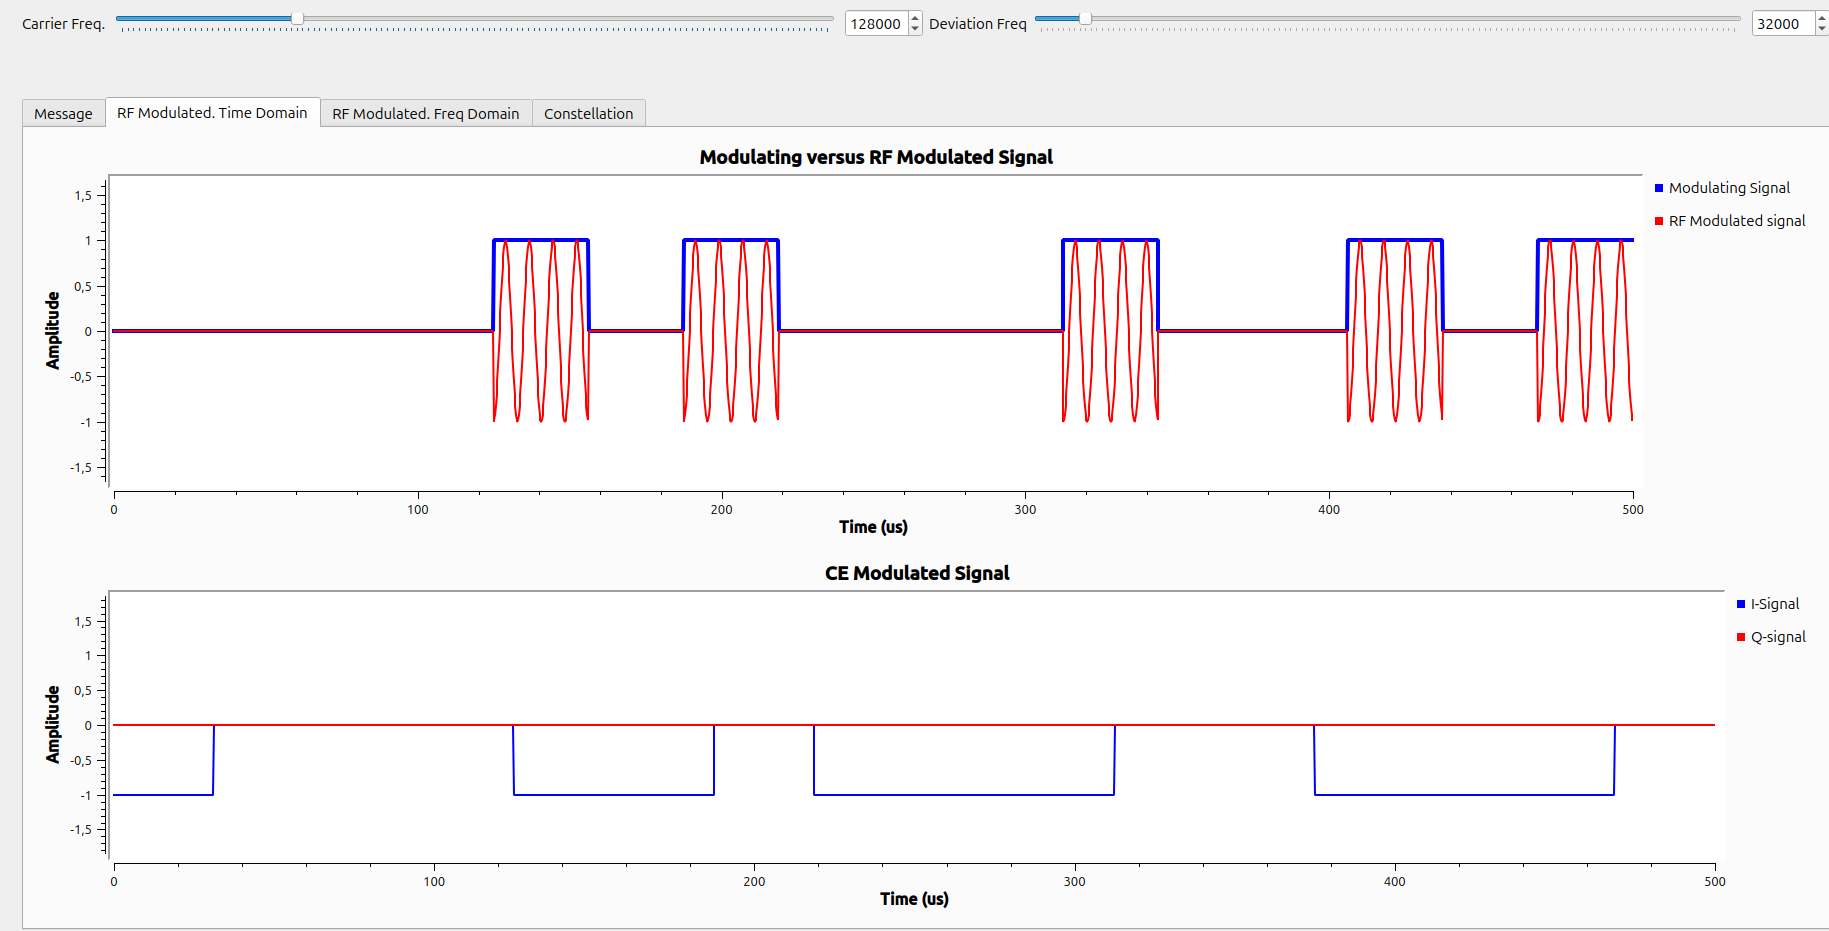 Carrier Freq. 128000 Deviation Freq 32000
Message RF Modulated. Time Domain RF Modulated. Freq Domain Constellation
Modulating versus RF Modulated Signal
Modulating Signal
RF Modulated signal
Amplitude
1,5
1
0,5
0
-0,5
-1
-1,5
0 100 200 300 400 500
Time (us)
CE Modulated Signal
I-Signal
Q-signal
Amplitude
1,5
1
0,5
0
-0,5
-1
-1,5
0 100 200 300 400 500
Time (us)